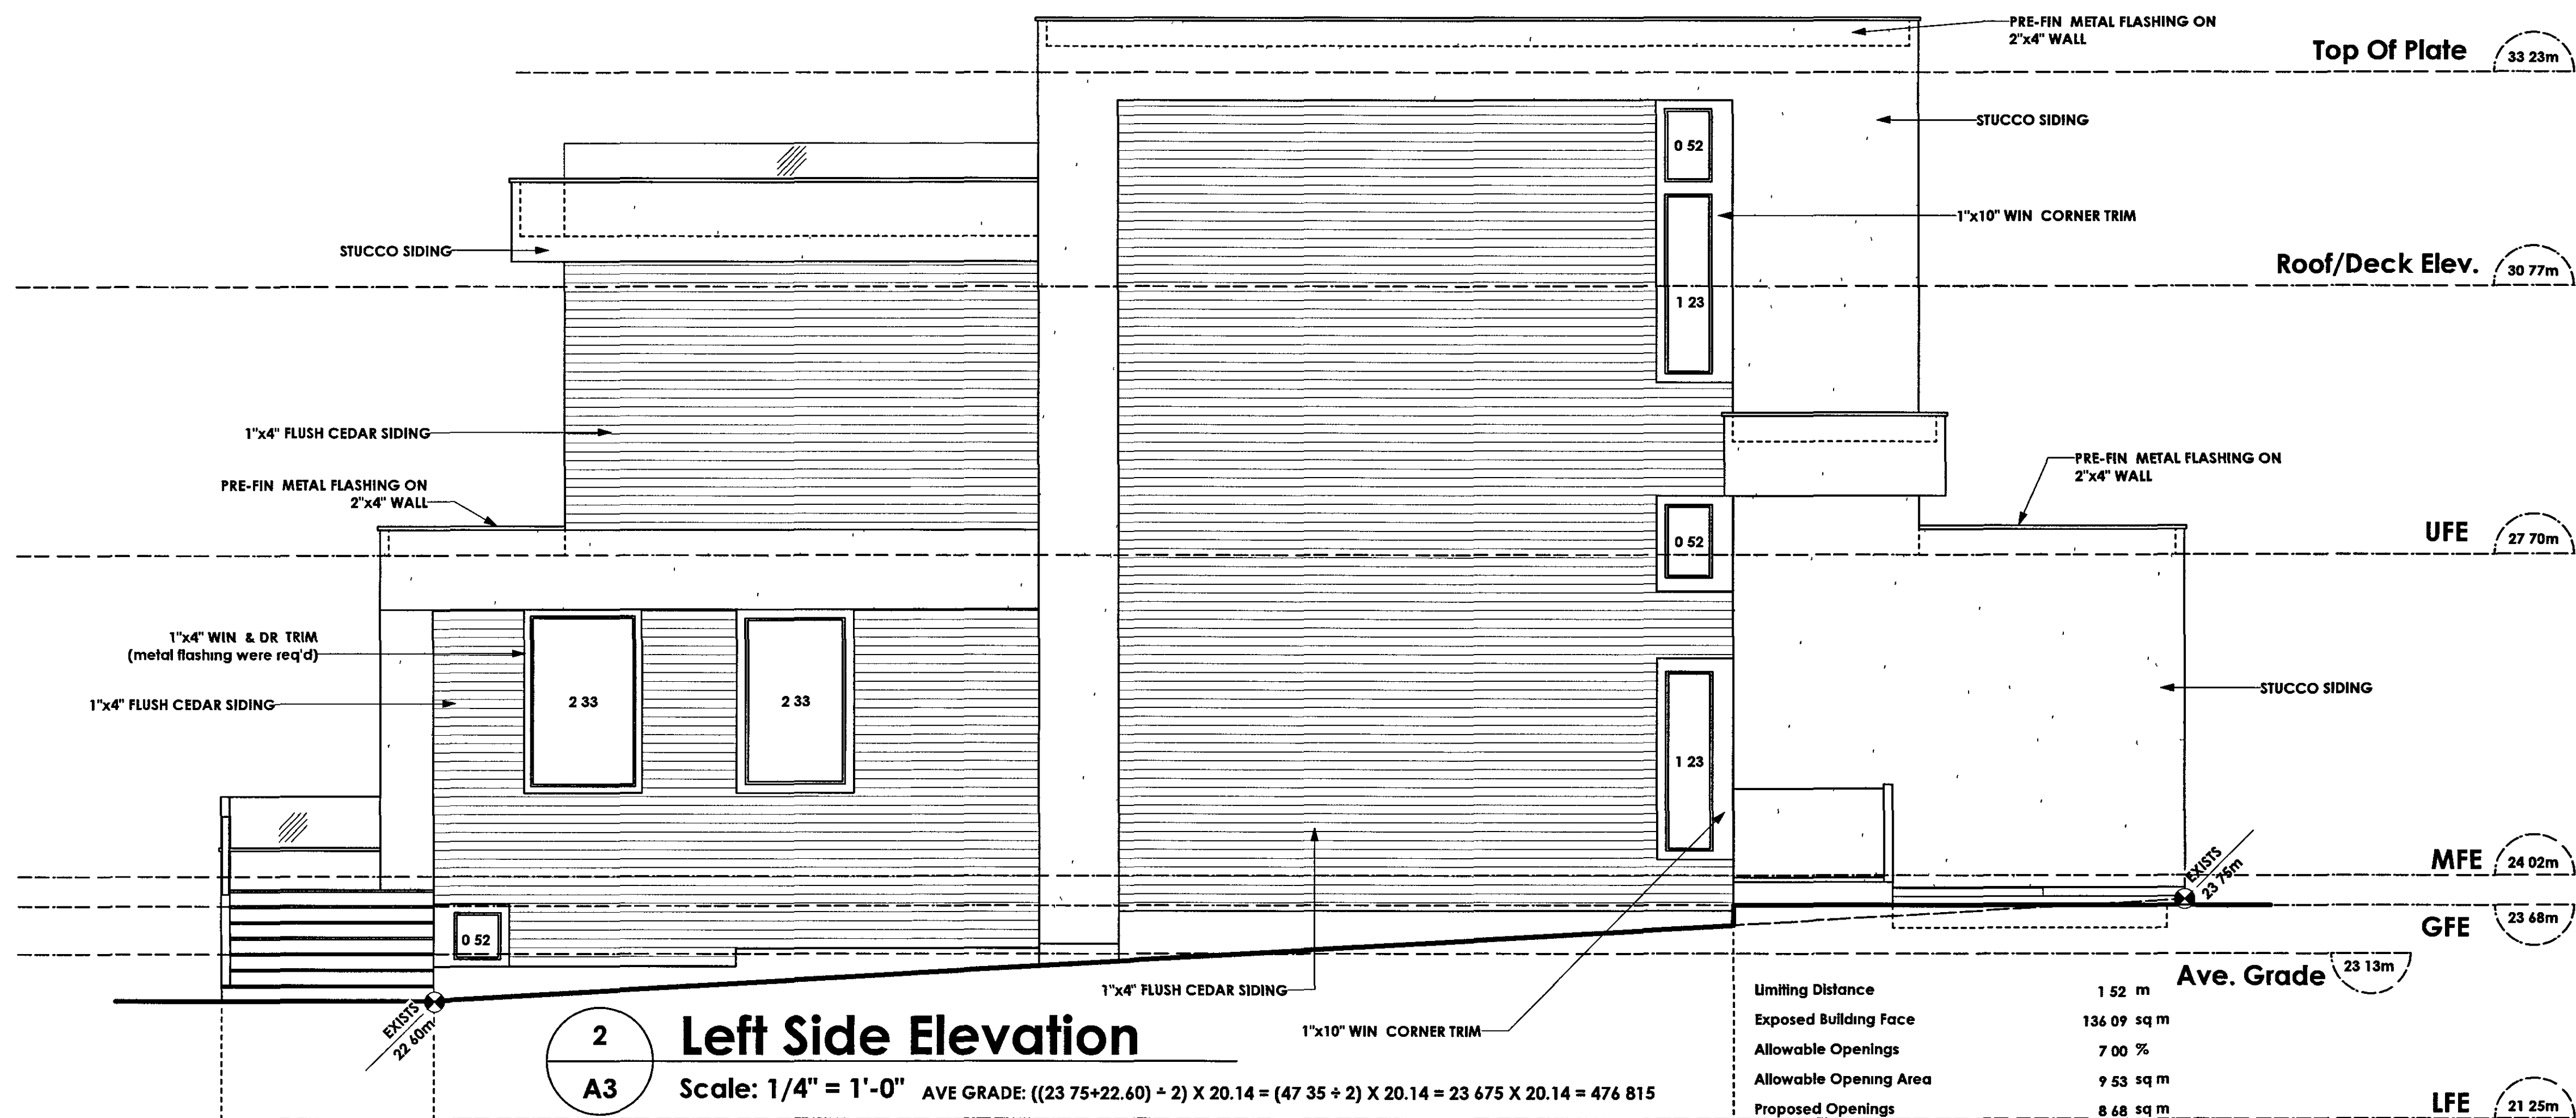 PRE-FIN METAL FLASHING ON
2"x4" WALL
Top Of Plate
33 23m
STUCCO SIDING
0 52
1"x10" WIN CORNER TRIM
STUCCO SIDING
Roof/Deck Elev.
30 77m
1 23
1"x4" FLUSH CEDAR SIDING
PRE-FIN METAL FLASHING ON
2"x4" WALL
PRE-FIN METAL FLASHING ON
2"x4" WALL
UFE
27 70m
0 52
1"x4" WIN & DR TRIM
(metal flashing were req'd)
STUCCO SIDING
1"x4" FLUSH CEDAR SIDING
2 33
2 33
1 23
MFE
24 02m
EXISTS
23 75m
GFE
23 68m
0 52
Ave. Grade
23 13m
EXISTS
22 60m
1"x4" FLUSH CEDAR SIDING
1"x10" WIN CORNER TRIM
2
A3
Left Side Elevation
Scale: 1/4" = 1'-0"
AVE GRADE: ((23 75+22.60) ÷ 2) X 20.14 = (47 35 ÷ 2) X 20.14 = 23 675 X 20.14 = 476 815
Limiting Distance 1 52 m
Exposed Building Face 136 09 sq m
Allowable Openings 7 00 %
Allowable Opening Area 9 53 sq m
Proposed Openings 8 68 sq m
LFE
21 25m